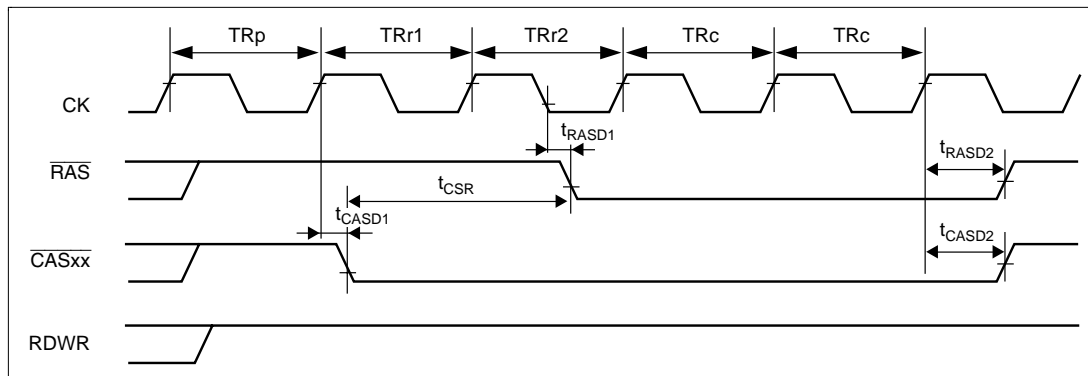 TRp TRr1 TRr2 TRc TRc
CK
tRASD1
tRASD2
RAS
tCSR
tCASD1
tCASD2
CASxx
RDWR